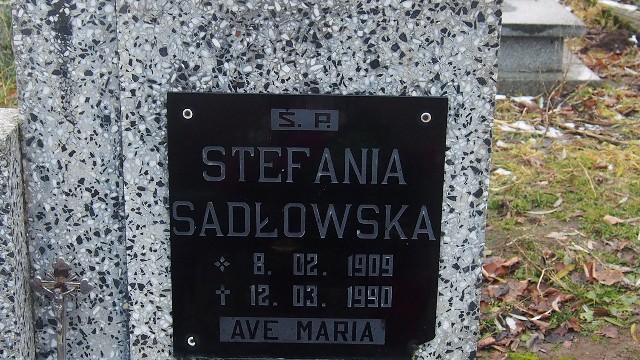 Ś. P.
STEFANIA
SADŁOWSKA
8. 02. 1909
✝ 12. 03. 1990
AVE MARIA